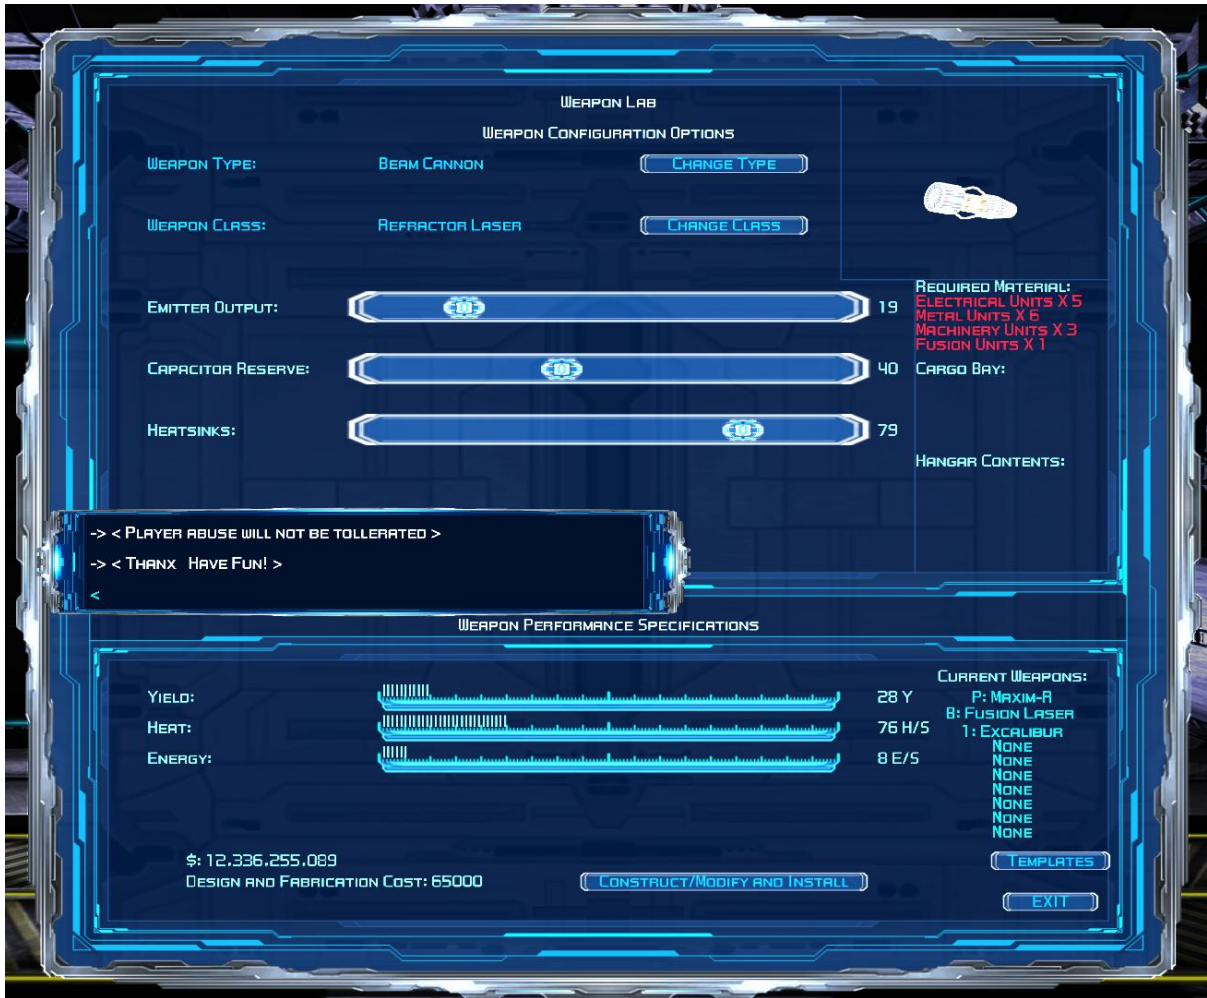 Weapon Lab
Weapon Configuration Options
Weapon Type: Beam Cannon Change Type
Weapon Class: Refractor Laser Change Class
Emitter Output: 19
Capacitor Reserve: 40
Heatsinks: 79
Required Material:
Electrical Units X 5
Metal Units X 6
Machinery Units X 3
Fusion Units X 1
Cargo Bay:
Hangar Contents:
-> < Player abuse will not be tollerated >
-> < Thanx  Have Fun! >
<
Weapon Performance Specifications
Yield: 28 Y
Heat: 76 H/S
Energy: 8 E/S
Current Weapons:
P: Maxim-R
B: Fusion Laser
1: Excalibur
None
None
None
None
None
None
None
$: 12,336,255,089
Design and Fabrication Cost: 65000
Construct/Modify and Install
Templates
EXIT